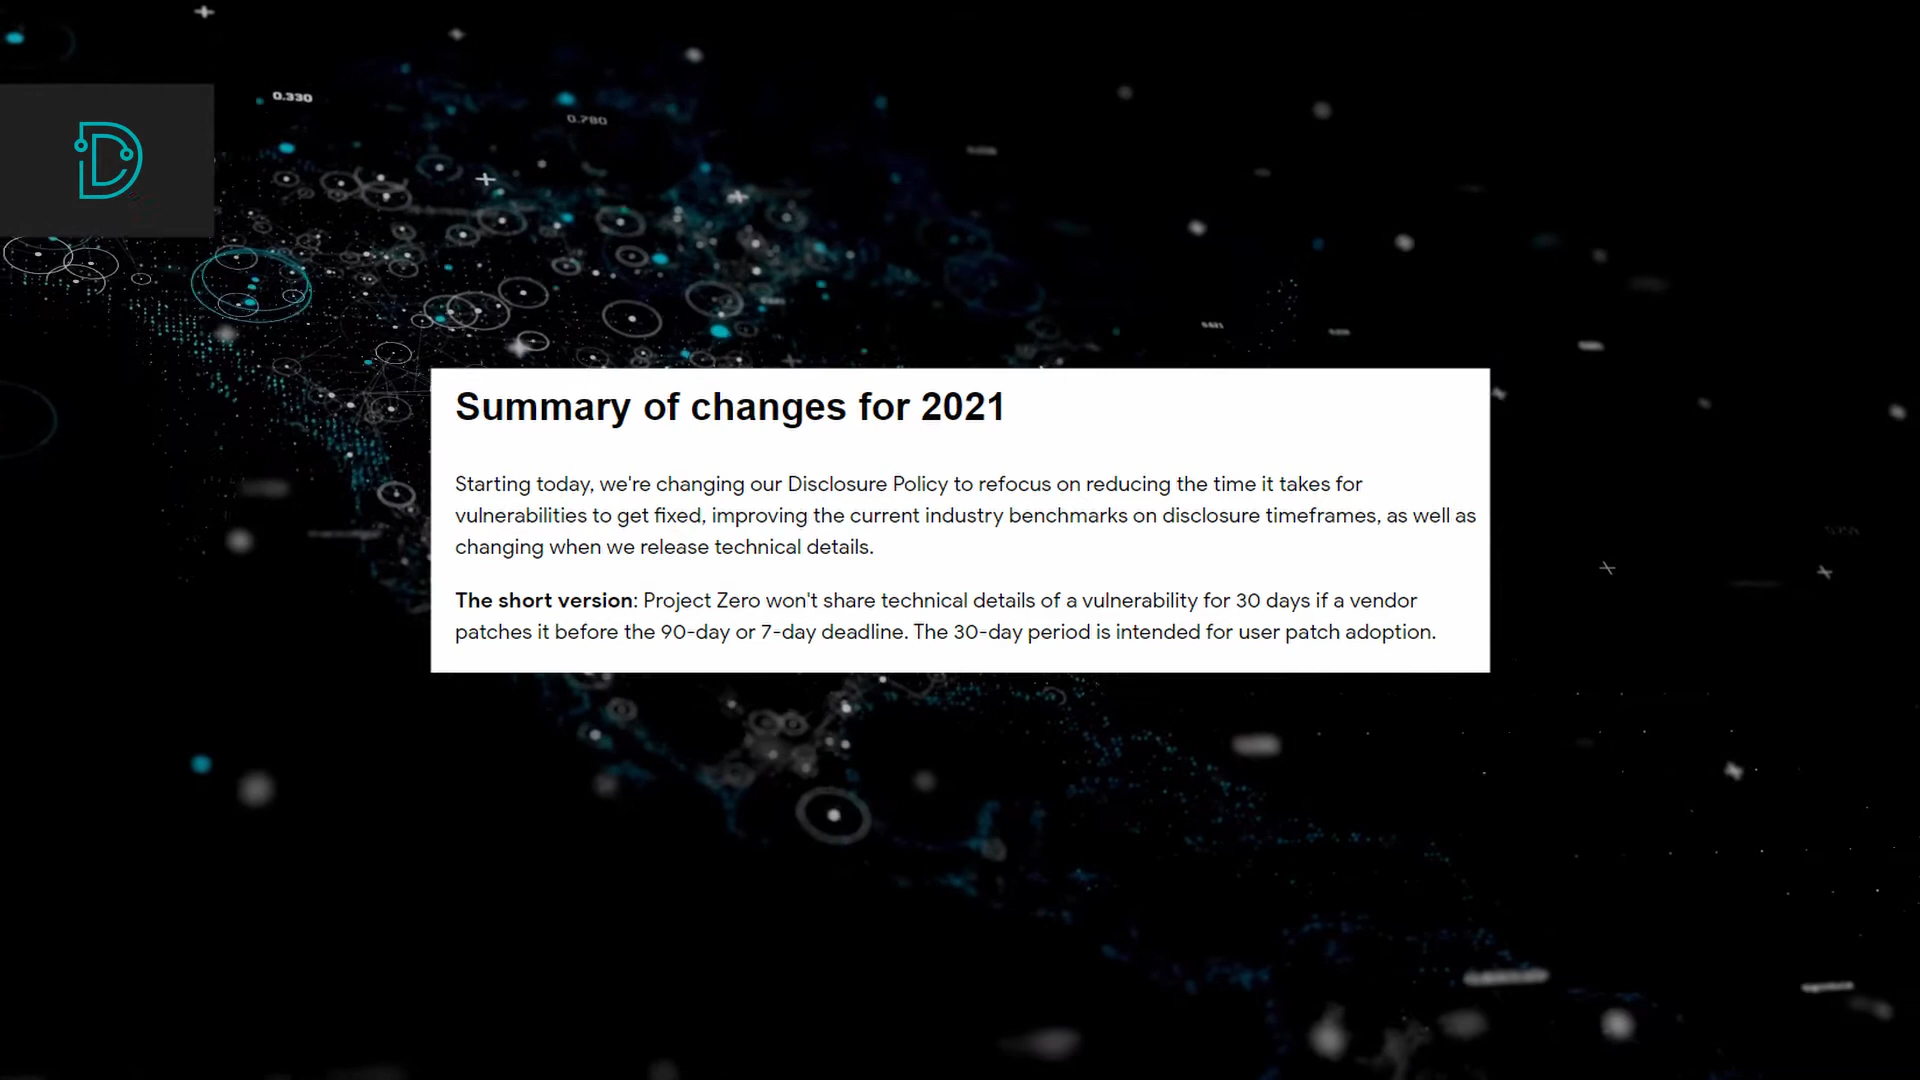 0.330
0.780
Summary of changes for 2021
Starting today, we're changing our Disclosure Policy to refocus on reducing the time it takes for
vulnerabilities to get fixed, improving the current industry benchmarks on disclosure timeframes, as well as
changing when we release technical details.
The short version: Project Zero won't share technical details of a vulnerability for 30 days if a vendor
patches it before the 90-day or 7-day deadline. The 30-day period is intended for user patch adoption.